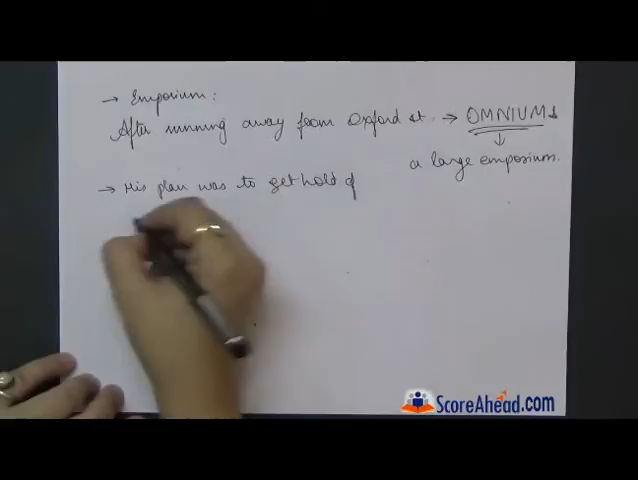 → Emporium:
After running away from Oxford st. → OMNIUMs
a large emporium.
→ His plan was to get hold of
ScoreAhead.com